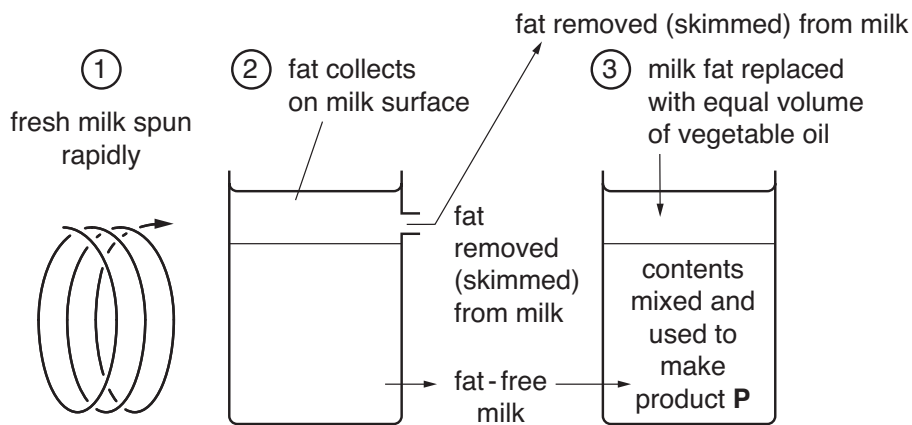 fat removed (skimmed) from milk
1
fresh milk spun
rapidly
2 fat collects
on milk surface
fat
removed
(skimmed)
from milk
fat-free
milk
3 milk fat replaced
with equal volume
of vegetable oil
contents
mixed and
used to
make
product P